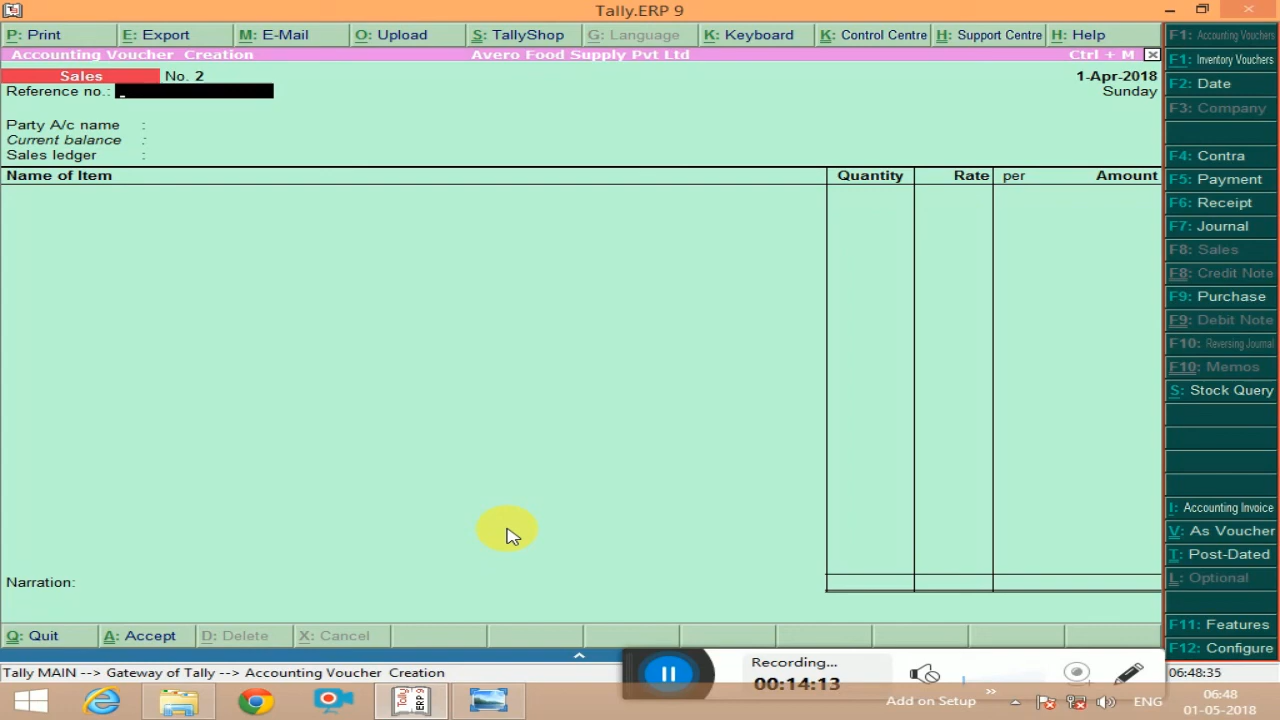 Tally.ERP 9
P: Print
E: Export
M: E-Mail
O: Upload
S: TallyShop
G: Language
K: Keyboard
K: Control Centre
H: Support Centre
H: Help
Accounting Voucher Creation
Avero Food Supply Pvt Ltd
Ctrl + M
Sales No. 2
1-Apr-2018
Reference no.:
Sunday
Party A/c name :
Current balance :
Sales ledger :
Name of Item
Quantity
Rate
per
Amount
Narration:
F1: Accounting Vouchers
F1: Inventory Vouchers
F2: Date
F3: Company
F4: Contra
F5: Payment
F6: Receipt
F7: Journal
F8: Sales
F8: Credit Note
F9: Purchase
F9: Debit Note
F10: Reversing Journal
F10: Memos
S: Stock Query
I: Accounting Invoice
V: As Voucher
T: Post-Dated
L: Optional
F11: Features
F12: Configure
Q: Quit
A: Accept
D: Delete
X: Cancel
Tally MAIN --> Gateway of Tally --> Accounting Voucher Creation
06:48:35
Recording...
00:14:13
Tally ERP 9
Add on Setup
ENG
06:48
01-05-2018